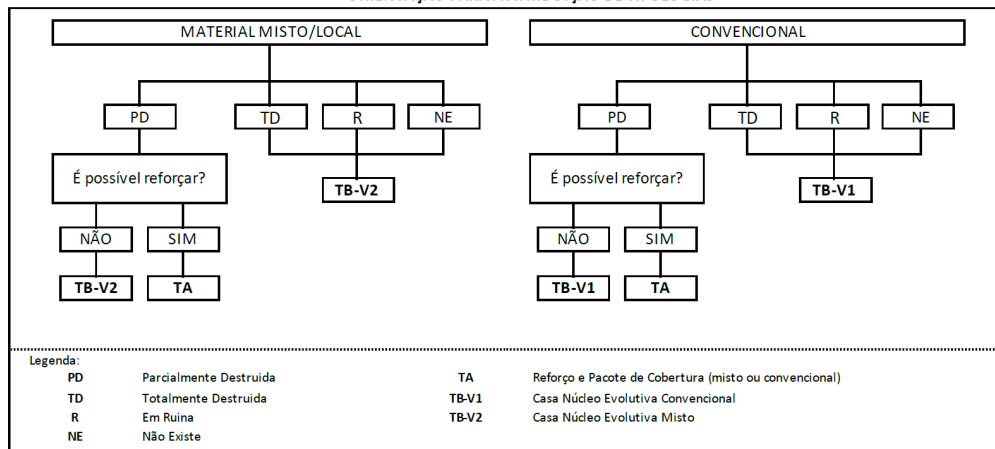 MATERIAL MISTO/LOCAL
CONVENCIONAL
PD
TD
R
NE
PD
TD
R
NE
É possível reforçar?
TB-V2
É possível reforçar?
TB-V1
NÃO
SIM
NÃO
SIM
TB-V2
TA
TB-V1
TA
Legenda:
PD Parcialmente Destruida TA Reforço e Pacote de Cobertura (misto ou convencional)
TD Totalmente Destruida TB-V1 Casa Núcleo Evolutiva Convencional
R Em Ruina TB-V2 Casa Núcleo Evolutiva Misto
NE Não Existe